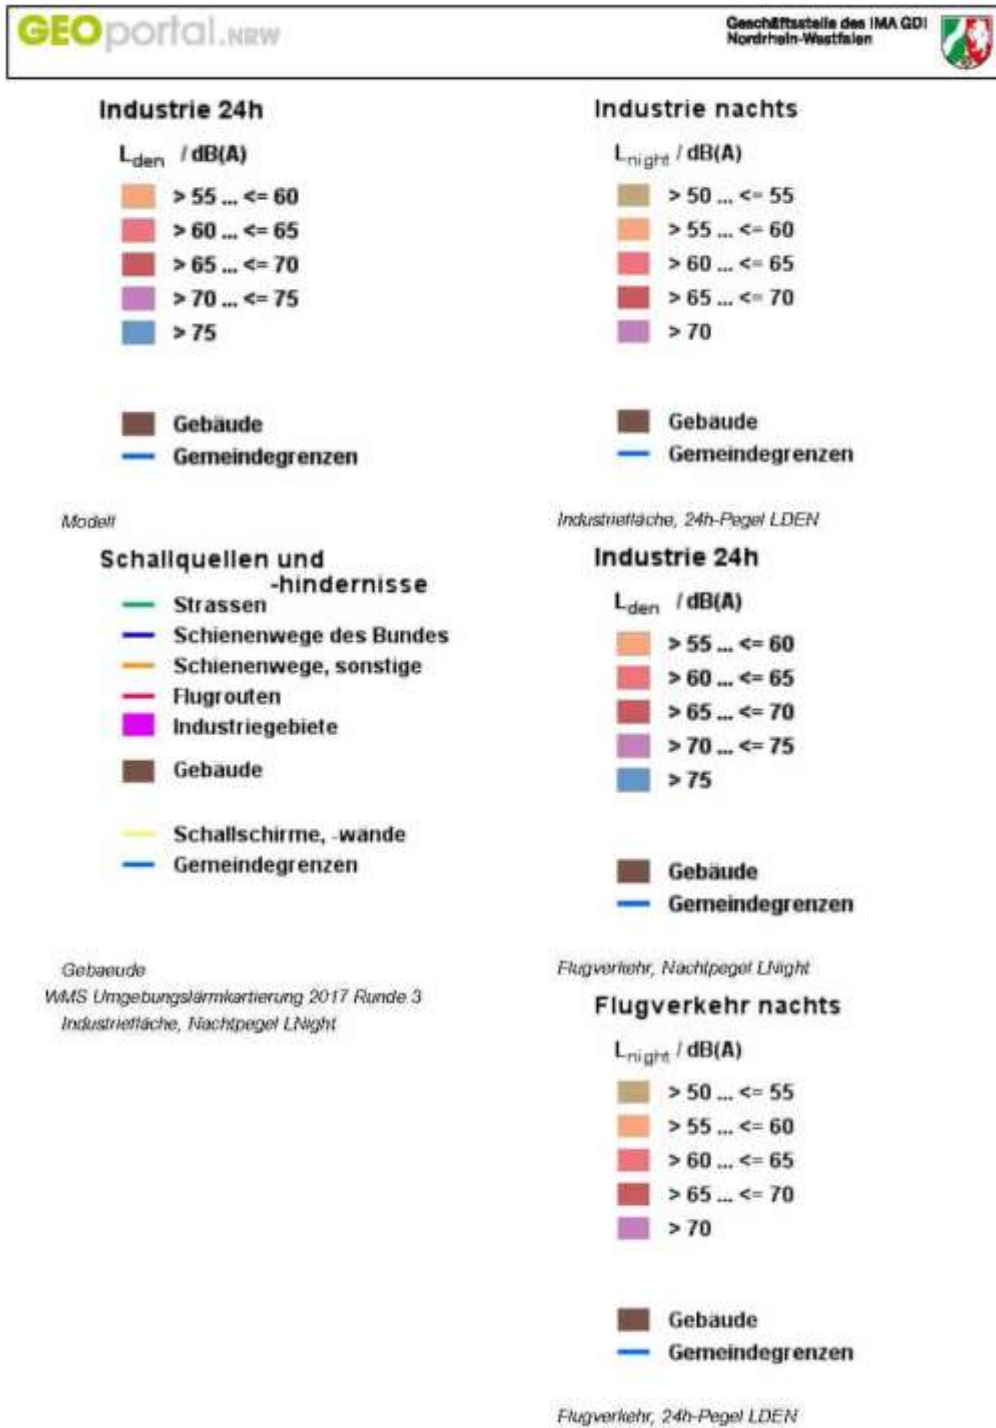 GEOportal.NRW
Geschäftsstelle des IMA GDI
Nordrhein-Westfalen
Industrie 24h
Lden / dB(A)
> 55 ... <= 60
> 60 ... <= 65
> 65 ... <= 70
> 70 ... <= 75
> 75
Gebäude
Gemeindegrenzen
Modell
Schallquellen und
-hindernisse
Strassen
Schienenwege des Bundes
Schienenwege, sonstige
Flugrouten
Industriegebiete
Gebäude
Schallschirme, -wände
Gemeindegrenzen
Gebaeude
WMS Umgebungslärmkartierung 2017 Runde 3
Industriefläche, Nachtpegel LNight
Industrie nachts
Lnight / dB(A)
> 50 ... <= 55
> 55 ... <= 60
> 60 ... <= 65
> 65 ... <= 70
> 70
Gebäude
Gemeindegrenzen
Industriefläche, 24h-Pegel LDEN
Industrie 24h
Lden / dB(A)
> 55 ... <= 60
> 60 ... <= 65
> 65 ... <= 70
> 70 ... <= 75
> 75
Gebäude
Gemeindegrenzen
Flugverkehr, Nachtpegel LNight
Flugverkehr nachts
Lnight / dB(A)
> 50 ... <= 55
> 55 ... <= 60
> 60 ... <= 65
> 65 ... <= 70
> 70
Gebäude
Gemeindegrenzen
Flugverkehr, 24h-Pegel LDEN